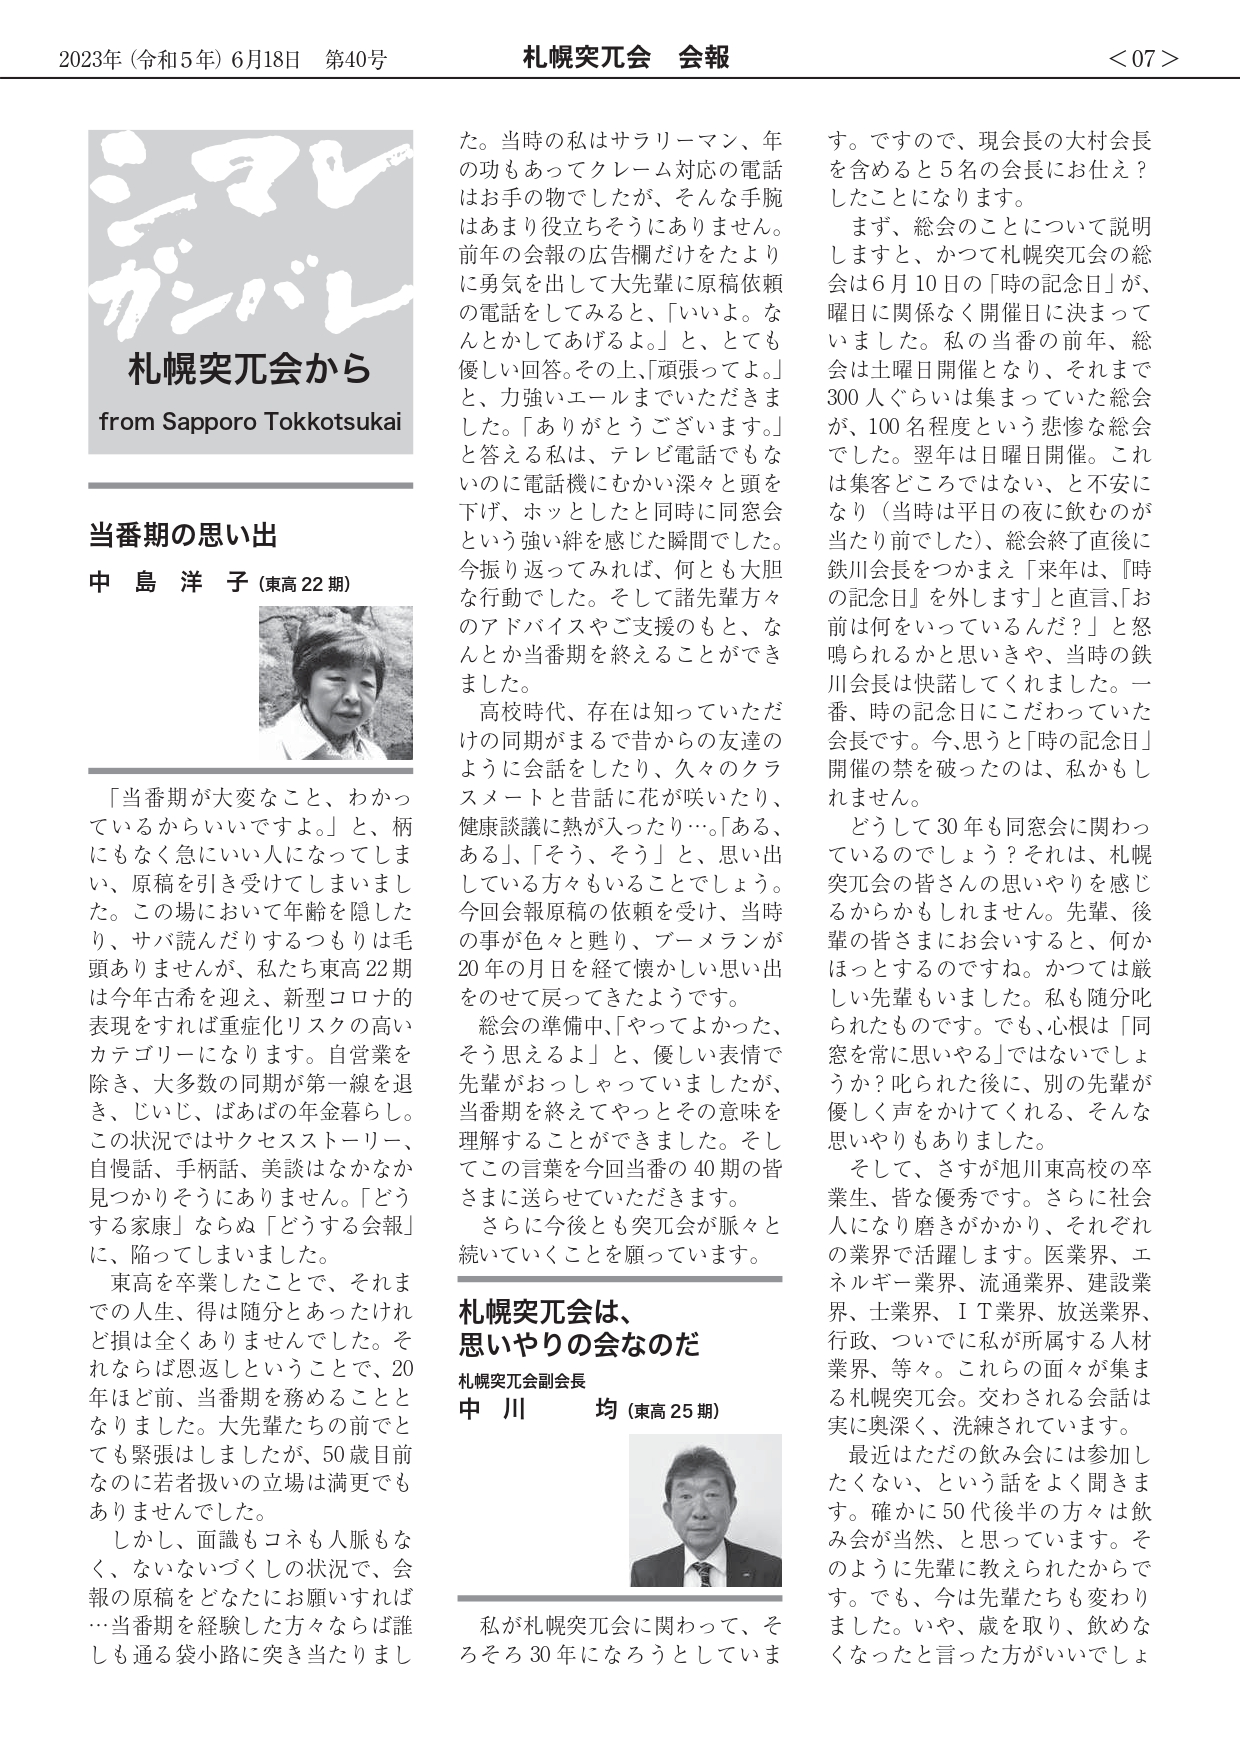 2023年（令和５年）６月18日　第40号
札幌突兀会　会報
＜07＞
シマレ
ガンバレ
札幌突兀会から
from Sapporo Tokkotsukai
当番期の思い出
中　島　洋　子（東高 22 期）
「当番期が大変なこと、わかっ
ているからいいですよ。」と、柄
にもなく急にいい人になってしま
い、原稿を引き受けてしまいまし
た。この場において年齢を隠した
り、サバ読んだりするつもりは毛
頭ありませんが、私たち東高 22 期
は今年古希を迎え、新型コロナ的
表現をすれば重症化リスクの高い
カテゴリーになります。自営業を
除き、大多数の同期が第一線を退
き、じいじ、ばあばの年金暮らし。
この状況ではサクセスストーリー、
自慢話、手柄話、美談はなかなか
見つかりそうにありません。「どう
する家康」ならぬ「どうする会報」
に、陥ってしまいました。
東高を卒業したことで、それま
での人生、得は随分とあったけれ
ど損は全くありませんでした。そ
れならば恩返しということで、20
年ほど前、当番期を務めることと
なりました。大先輩たちの前でと
ても緊張はしましたが、50 歳目前
なのに若者扱いの立場は満更でも
ありませんでした。
しかし、面識もコネも人脈もな
く、ないないづくしの状況で、会
報の原稿をどなたにお願いすれば
…当番期を経験した方々ならば誰
しも通る袋小路に突き当たりまし
た。当時の私はサラリーマン、年
の功もあってクレーム対応の電話
はお手の物でしたが、そんな手腕
はあまり役立ちそうにありません。
前年の会報の広告欄だけをたより
に勇気を出して大先輩に原稿依頼
の電話をしてみると、「いいよ。な
んとかしてあげるよ。」と、とても
優しい回答。その上、「頑張ってよ。」
と、力強いエールまでいただきま
した。「ありがとうございます。」
と答える私は、テレビ電話でもな
いのに電話機にむかい深々と頭を
下げ、ホッとしたと同時に同窓会
という強い絆を感じた瞬間でした。
今振り返ってみれば、何とも大胆
な行動でした。そして諸先輩方々
のアドバイスやご支援のもと、な
んとか当番期を終えることができ
ました。
高校時代、存在は知っていただ
けの同期がまるで昔からの友達の
ように会話をしたり、久々のクラ
スメートと昔話に花が咲いたり、
健康談議に熱が入ったり…。「ある、
ある」、「そう、そう」と、思い出
している方々もいることでしょう。
今回会報原稿の依頼を受け、当時
の事が色々と甦り、ブーメランが
20 年の月日を経て懐かしい思い出
をのせて戻ってきたようです。
総会の準備中、「やってよかった、
そう思えるよ」と、優しい表情で
先輩がおっしゃっていましたが、
当番期を終えてやっとその意味を
理解することができました。そし
てこの言葉を今回当番の 40 期の皆
さまに送らせていただきます。
さらに今後とも突兀会が脈々と
続いていくことを願っています。
札幌突兀会は、
思いやりの会なのだ
札幌突兀会副会長
中　川　　　均（東高 25 期）
私が札幌突兀会に関わって、そ
ろそろ 30 年になろうとしていま
す。ですので、現会長の大村会長
を含めると５名の会長にお仕え？
したことになります。
まず、総会のことについて説明
しますと、かつて札幌突兀会の総
会は６月 10 日の「時の記念日」が、
曜日に関係なく開催日に決まって
いました。私の当番の前年、総
会は土曜日開催となり、それまで
300 人ぐらいは集まっていた総会
が、100 名程度という悲惨な総会
でした。翌年は日曜日開催。これ
は集客どころではない、と不安に
なり（当時は平日の夜に飲むのが
当たり前でした）、総会終了直後に
鉄川会長をつかまえ「来年は、『時
の記念日』を外します」と直言、「お
前は何をいっているんだ？」と怒
鳴られるかと思いきや、当時の鉄
川会長は快諾してくれました。一
番、時の記念日にこだわっていた
会長です。今、思うと「時の記念日」
開催の禁を破ったのは、私かもし
れません。
どうして 30 年も同窓会に関わっ
ているのでしょう？それは、札幌
突兀会の皆さんの思いやりを感じ
るからかもしれません。先輩、後
輩の皆さまにお会いすると、何か
ほっとするのですね。かつては厳
しい先輩もいました。私も随分叱
られたものです。でも、心根は「同
窓を常に思いやる」ではないでしょ
うか？叱られた後に、別の先輩が
優しく声をかけてくれる、そんな
思いやりもありました。
そして、さすが旭川東高校の卒
業生、皆な優秀です。さらに社会
人になり磨きがかかり、それぞれ
の業界で活躍します。医業界、エ
ネルギー業界、流通業界、建設業
界、士業界、ＩＴ業界、放送業界、
行政、ついでに私が所属する人材
業界、等々。これらの面々が集ま
る札幌突兀会。交わされる会話は
実に奥深く、洗練されています。
最近はただの飲み会には参加し
たくない、という話をよく聞きま
す。確かに 50 代後半の方々は飲
み会が当然、と思っています。そ
のように先輩に教えられたからで
す。でも、今は先輩たちも変わり
ました。いや、歳を取り、飲めな
くなったと言った方がいいでしょ